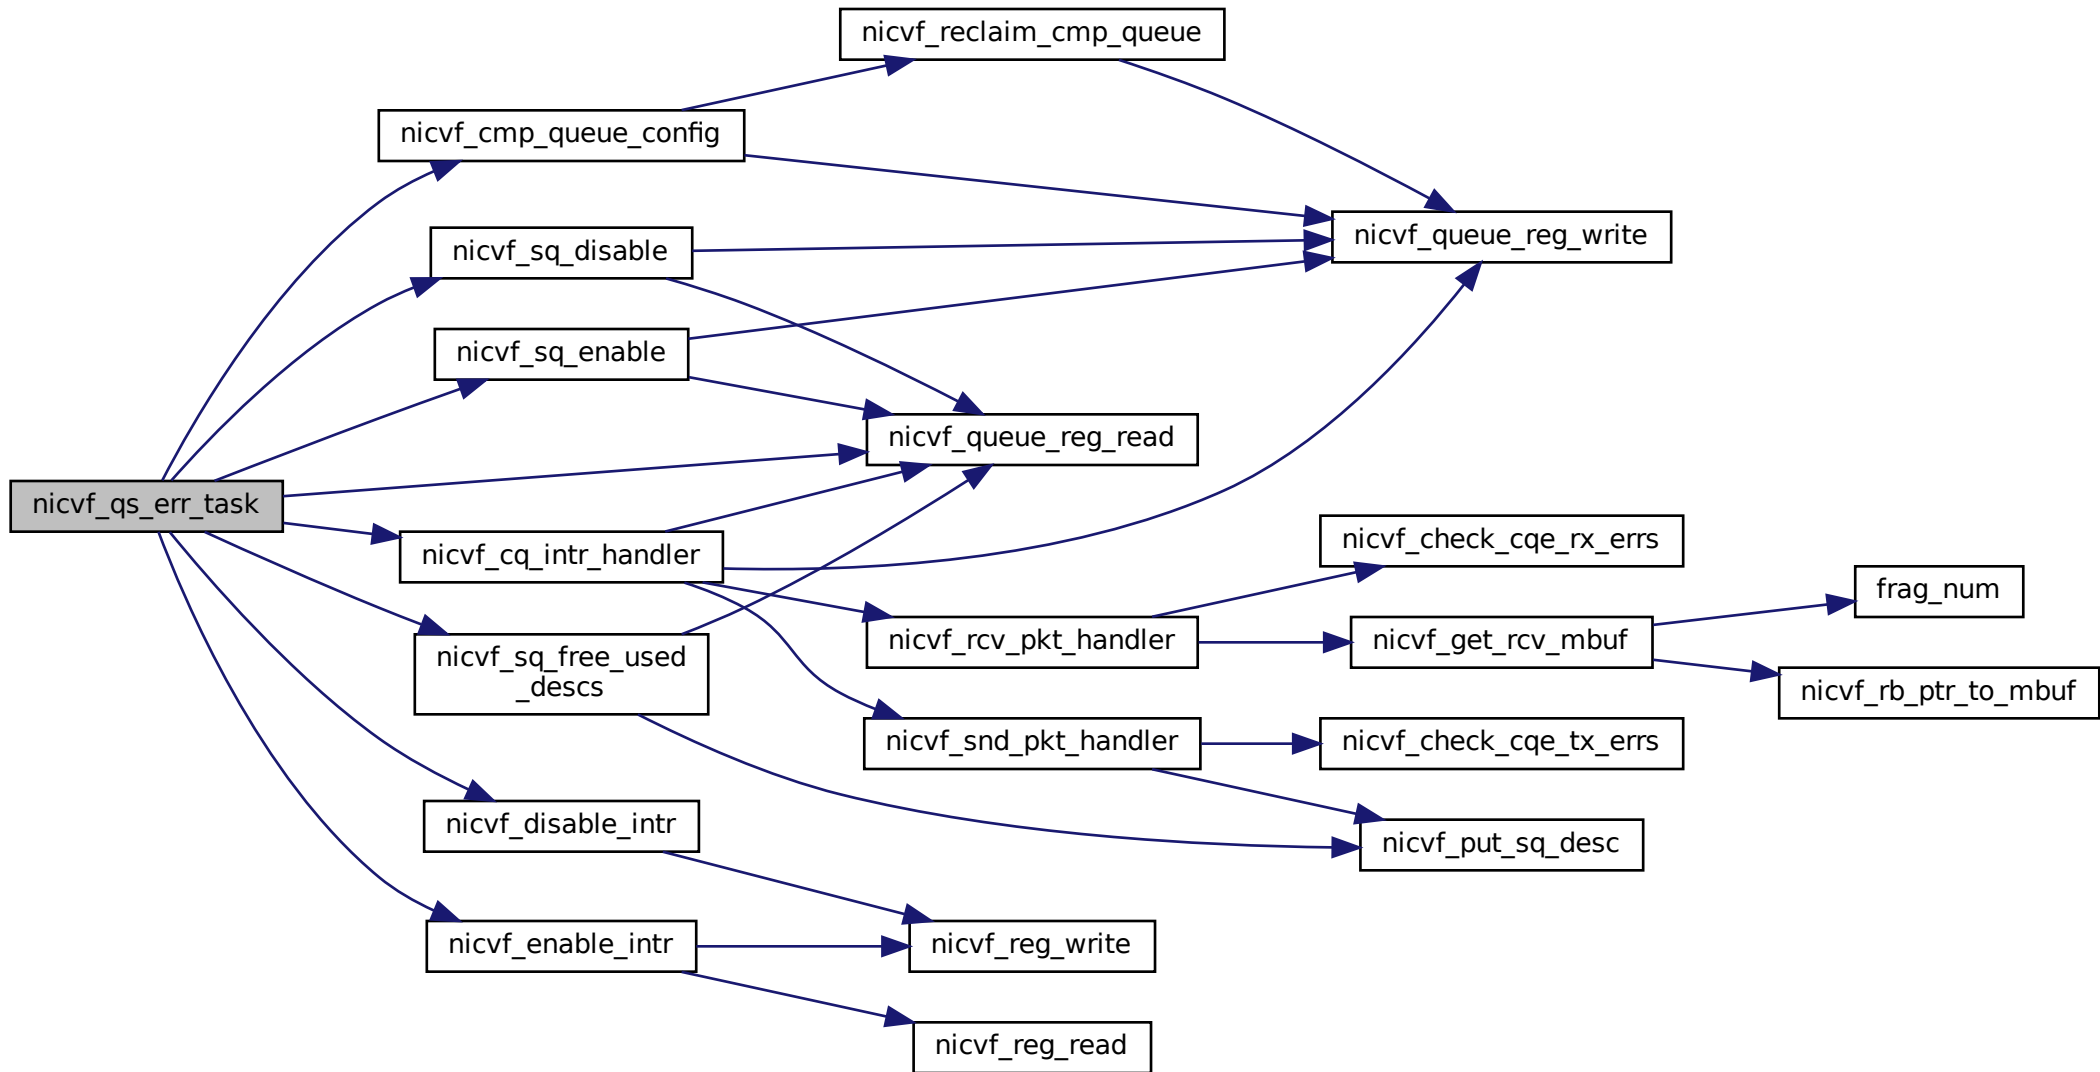 nicvf_reclaim_cmp_queue
nicvf_cmp_queue_config
nicvf_queue_reg_write
nicvf_sq_disable
nicvf_sq_enable
nicvf_queue_reg_read
nicvf_qs_err_task
nicvf_cq_intr_handler
nicvf_check_cqe_rx_errs
frag_num
nicvf_rcv_pkt_handler
nicvf_get_rcv_mbuf
nicvf_sq_free_used
_descs
nicvf_rb_ptr_to_mbuf
nicvf_snd_pkt_handler
nicvf_check_cqe_tx_errs
nicvf_disable_intr
nicvf_put_sq_desc
nicvf_enable_intr
nicvf_reg_write
nicvf_reg_read